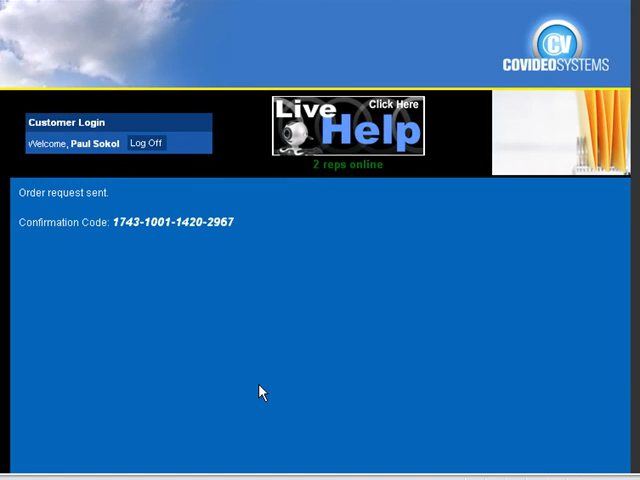 CV
COVIDEOSYSTEMS
Customer Login
Welcome, Paul Sokol Log Off
Live Click Here
Help
2 reps online
Order request sent.
Confirmation Code: 1743-1001-1420-2967